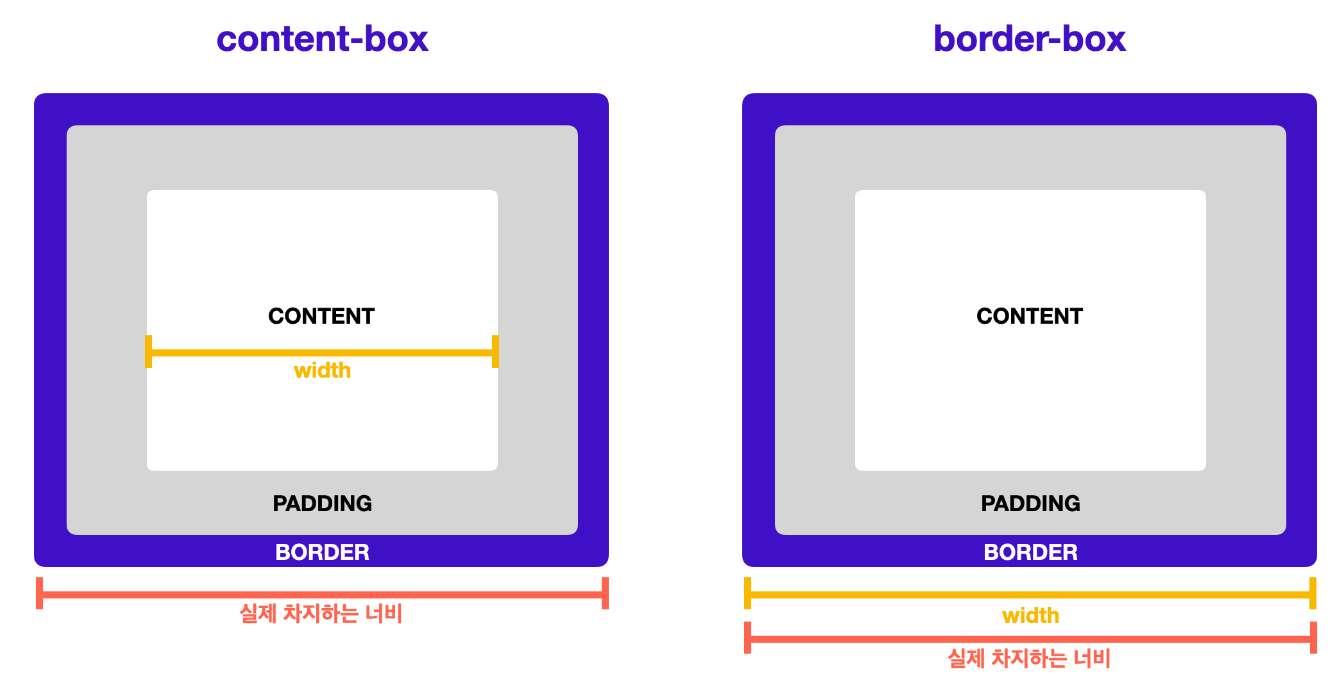 content-box
CONTENT
width
PADDING
BORDER
실제 차지하는 너비
border-box
CONTENT
PADDING
BORDER
width
실제 차지하는 너비